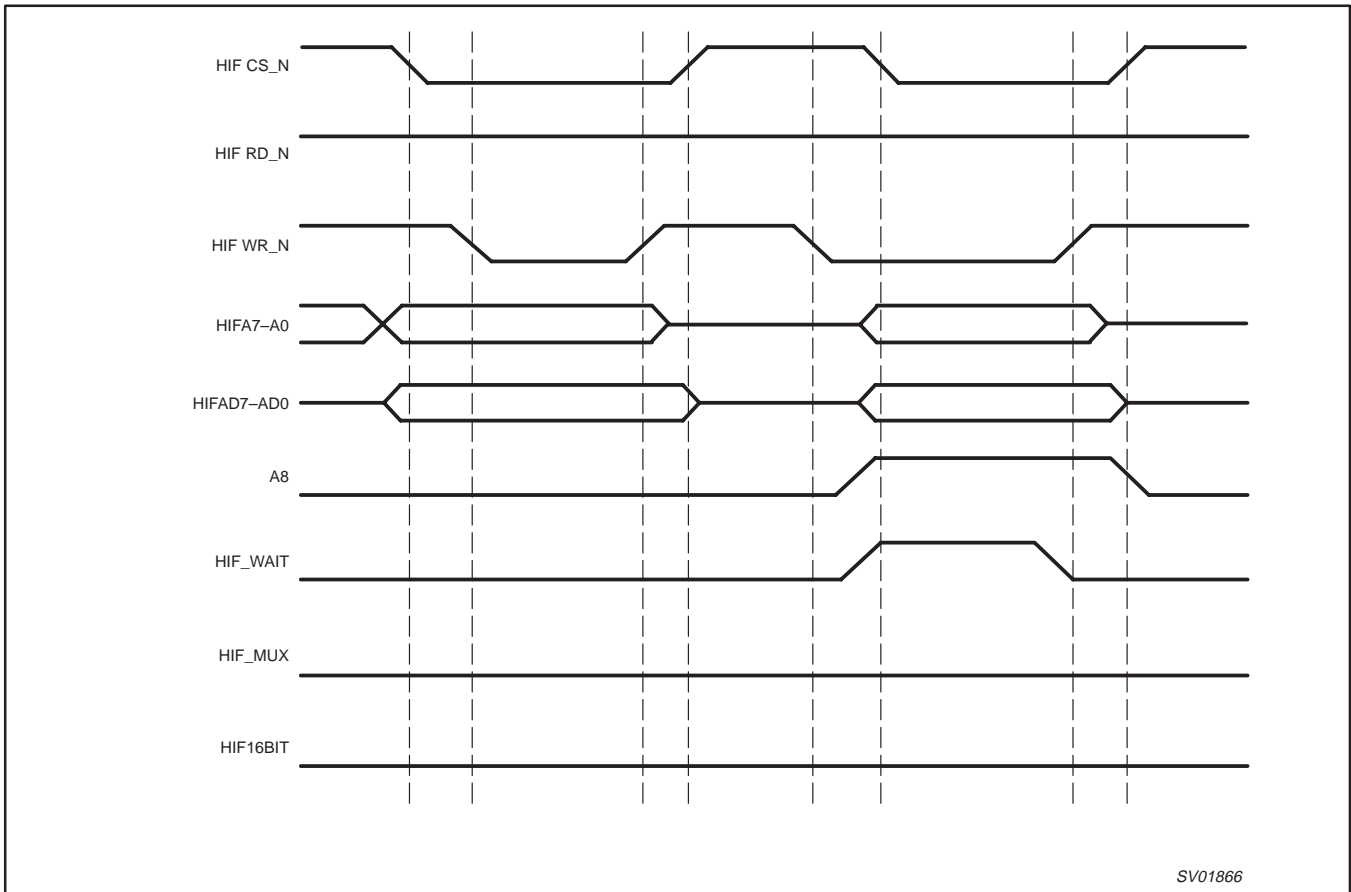 HIF CS_N
HIF RD_N
HIF WR_N
HIFA7–A0
HIFAD7–AD0
A8
HIF_WAIT
HIF_MUX
HIF16BIT
SV01866